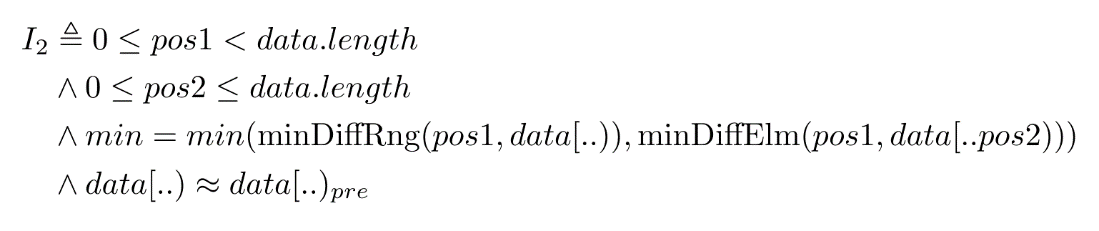 I₂ ≜ 0 ≤ pos1 < data.length
∧ 0 ≤ pos2 ≤ data.length
∧ min = min(minDiffRng(pos1, data[..)), minDiffElm(pos1, data[..pos2)))
∧ data[..) ≈ data[..)ₚᵣₑ